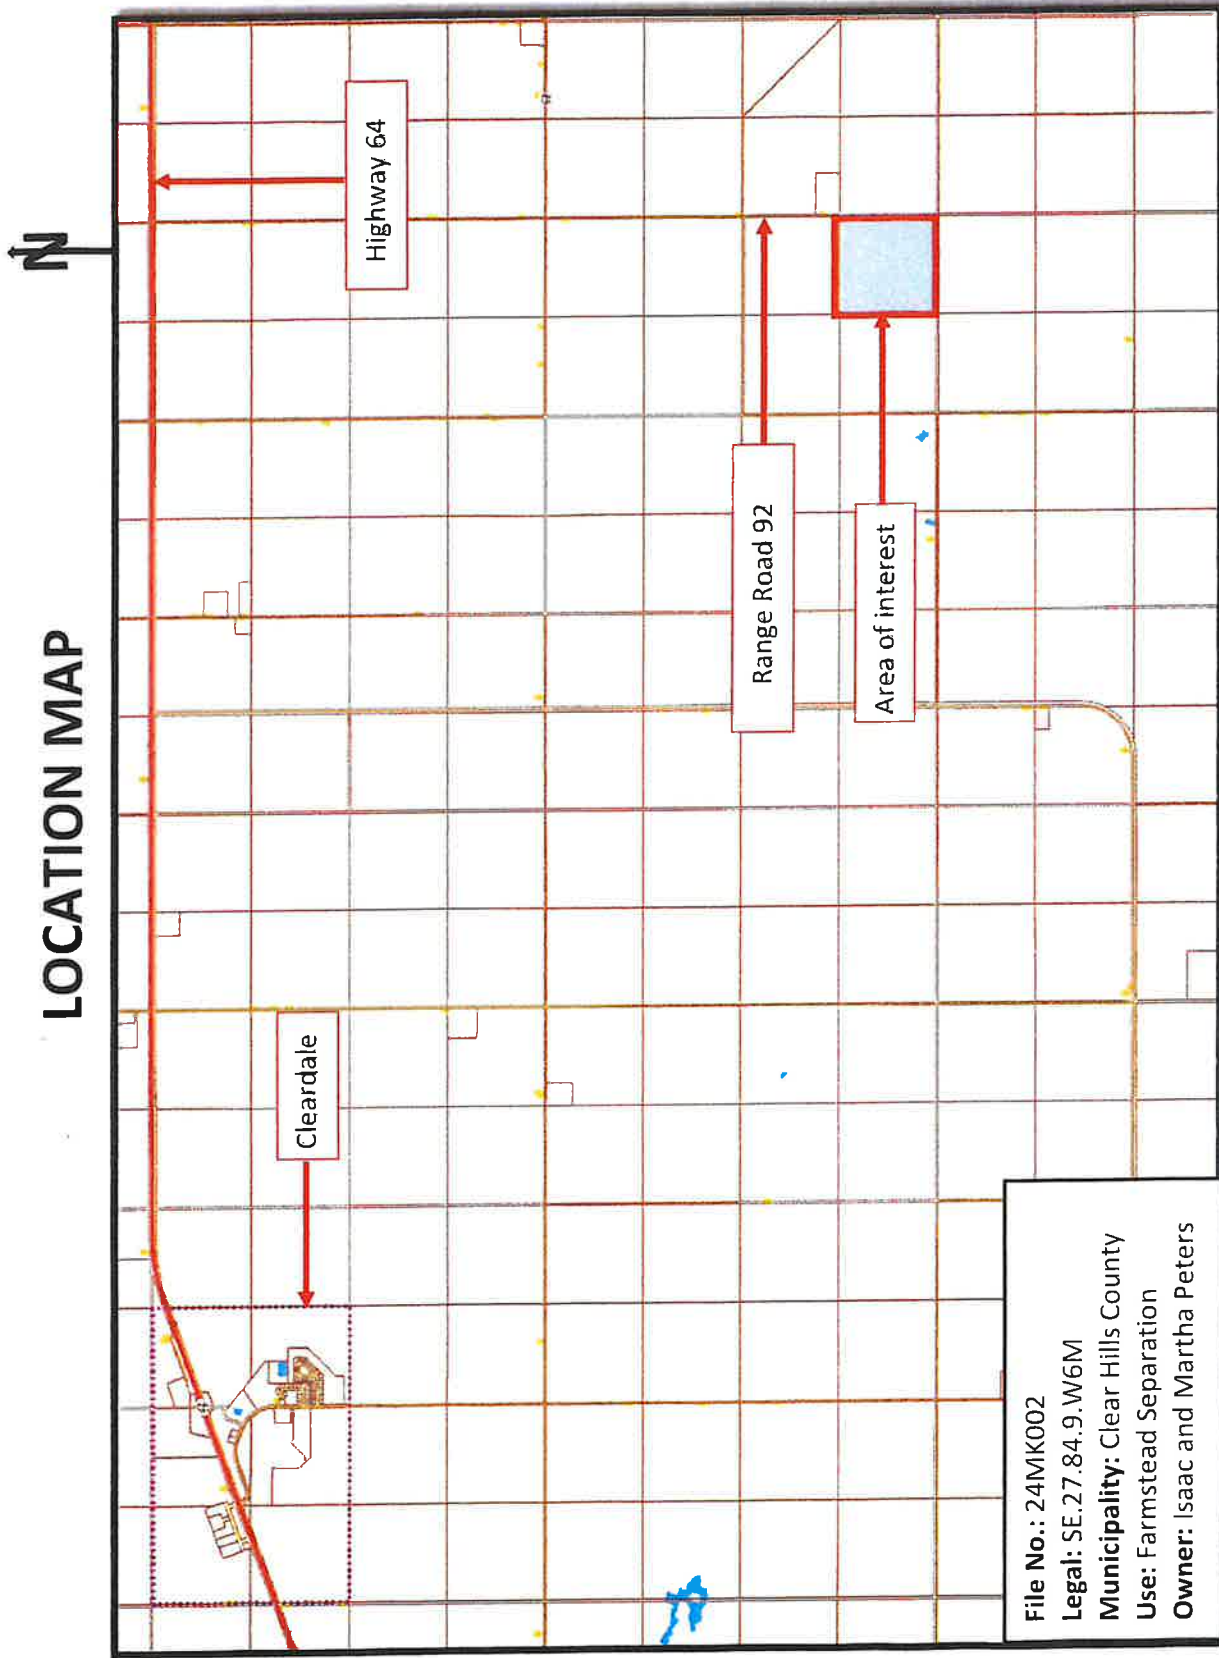 LOCATION MAP
N
Highway 64
Cleardale
Range Road 92
Area of interest
File No.: 24MK002
Legal: SE.27.84.9.W6M
Municipality: Clear Hills County
Use: Farmstead Separation
Owner: Isaac and Martha Peters